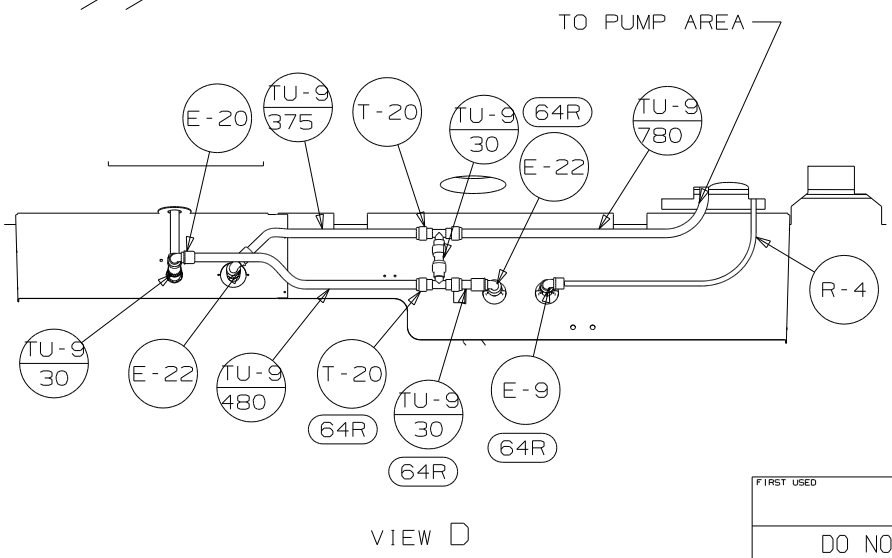 TO PUMP AREA
E-20
TU-9
375
T-20
TU-9
30
64R
E-22
TU-9
780
R-4
TU-9
30
E-22
TU-9
480
T-20
64R
TU-9
30
64R
E-9
64R
VIEW D
FIRST USED
DO NO